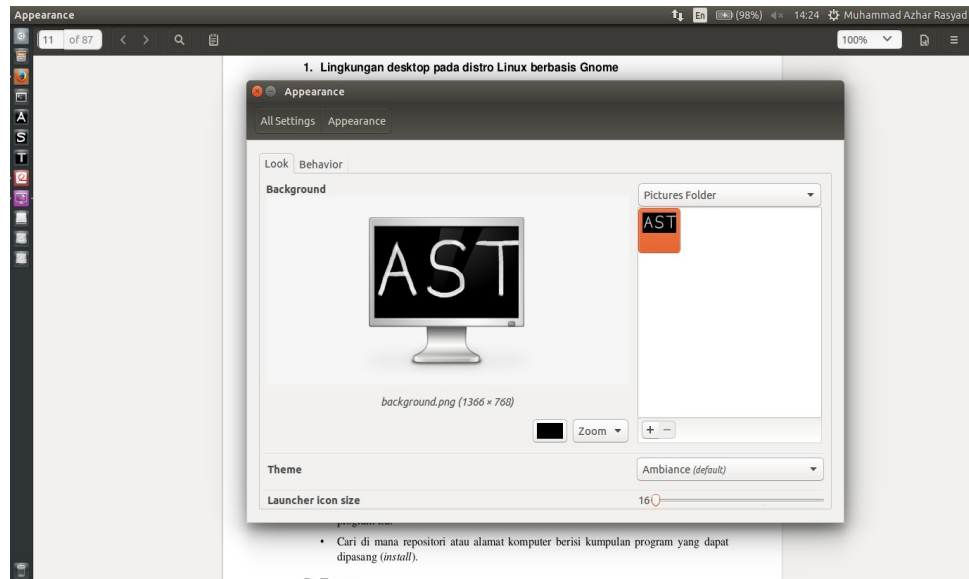 Appearance
En (98%) 14:24 Muhammad Azhar Rasyad
11 of 87
100%
1. Lingkungan desktop pada distro Linux berbasis Gnome
Appearance
All Settings Appearance
Look Behavior
Background
Pictures Folder
AST
AST
background.png (1366 × 768)
Zoom
+ −
Theme
Ambiance (default)
Launcher icon size
16
A
S
T
• Cari di mana repositori atau alamat komputer berisi kumpulan program yang dapat
dipasang (install).